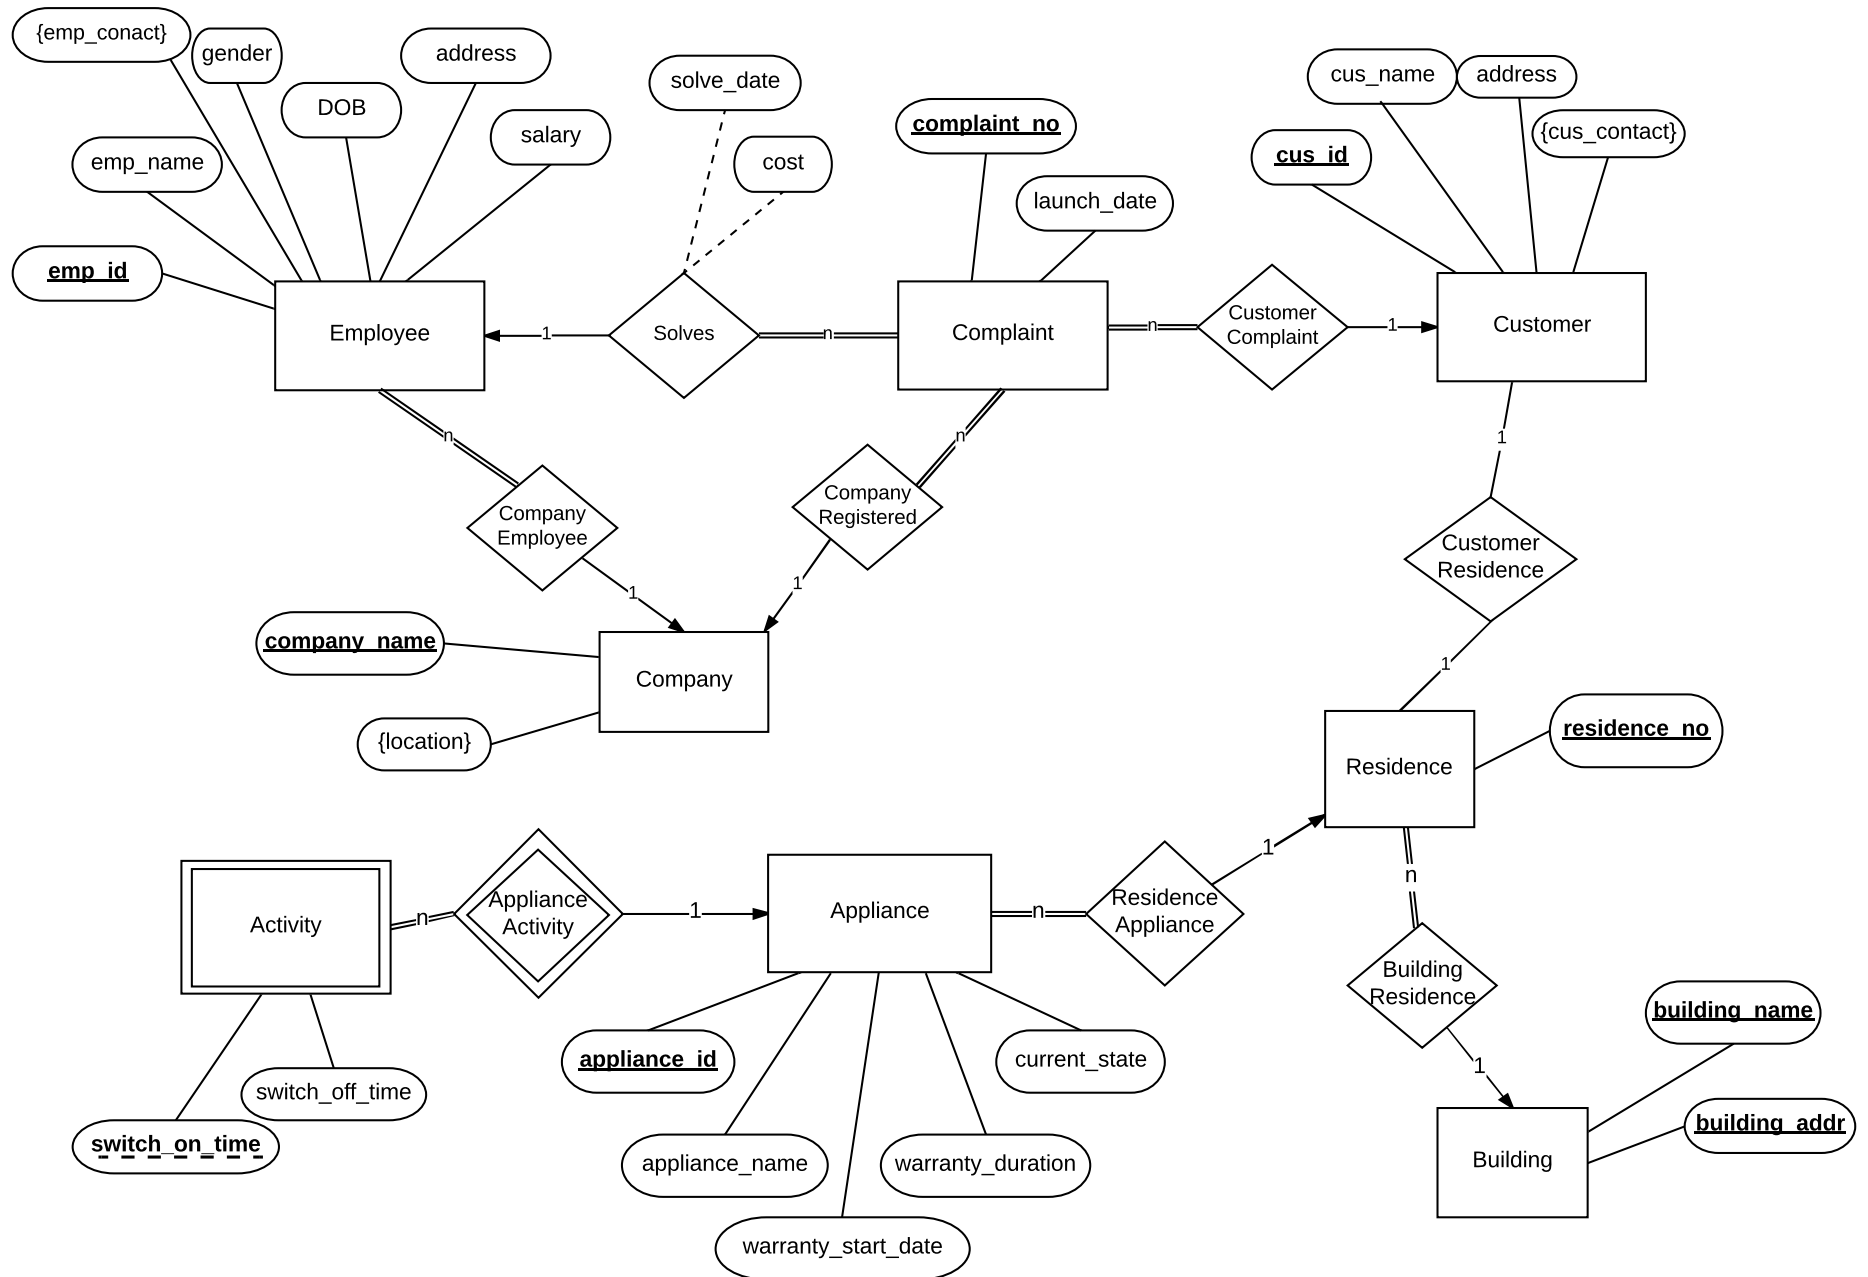 {emp_conact}
gender
address
DOB
salary
emp_name
emp_id
solve_date
cost
complaint_no
launch_date
cus_name
address
{cus_contact}
cus_id
Employee
1
Solves
n
Complaint
n
Customer
Complaint
1
Customer
n
n
1
Company
Employee
Company
Registered
Customer
Residence
1
1
1
company_name
Company
{location}
residence_no
Residence
Activity
n
Appliance
Activity
1
Appliance
n
Residence
Appliance
1
n
Building
Residence
1
building_name
building_addr
Building
switch_on_time
switch_off_time
appliance_id
appliance_name
warranty_start_date
warranty_duration
current_state